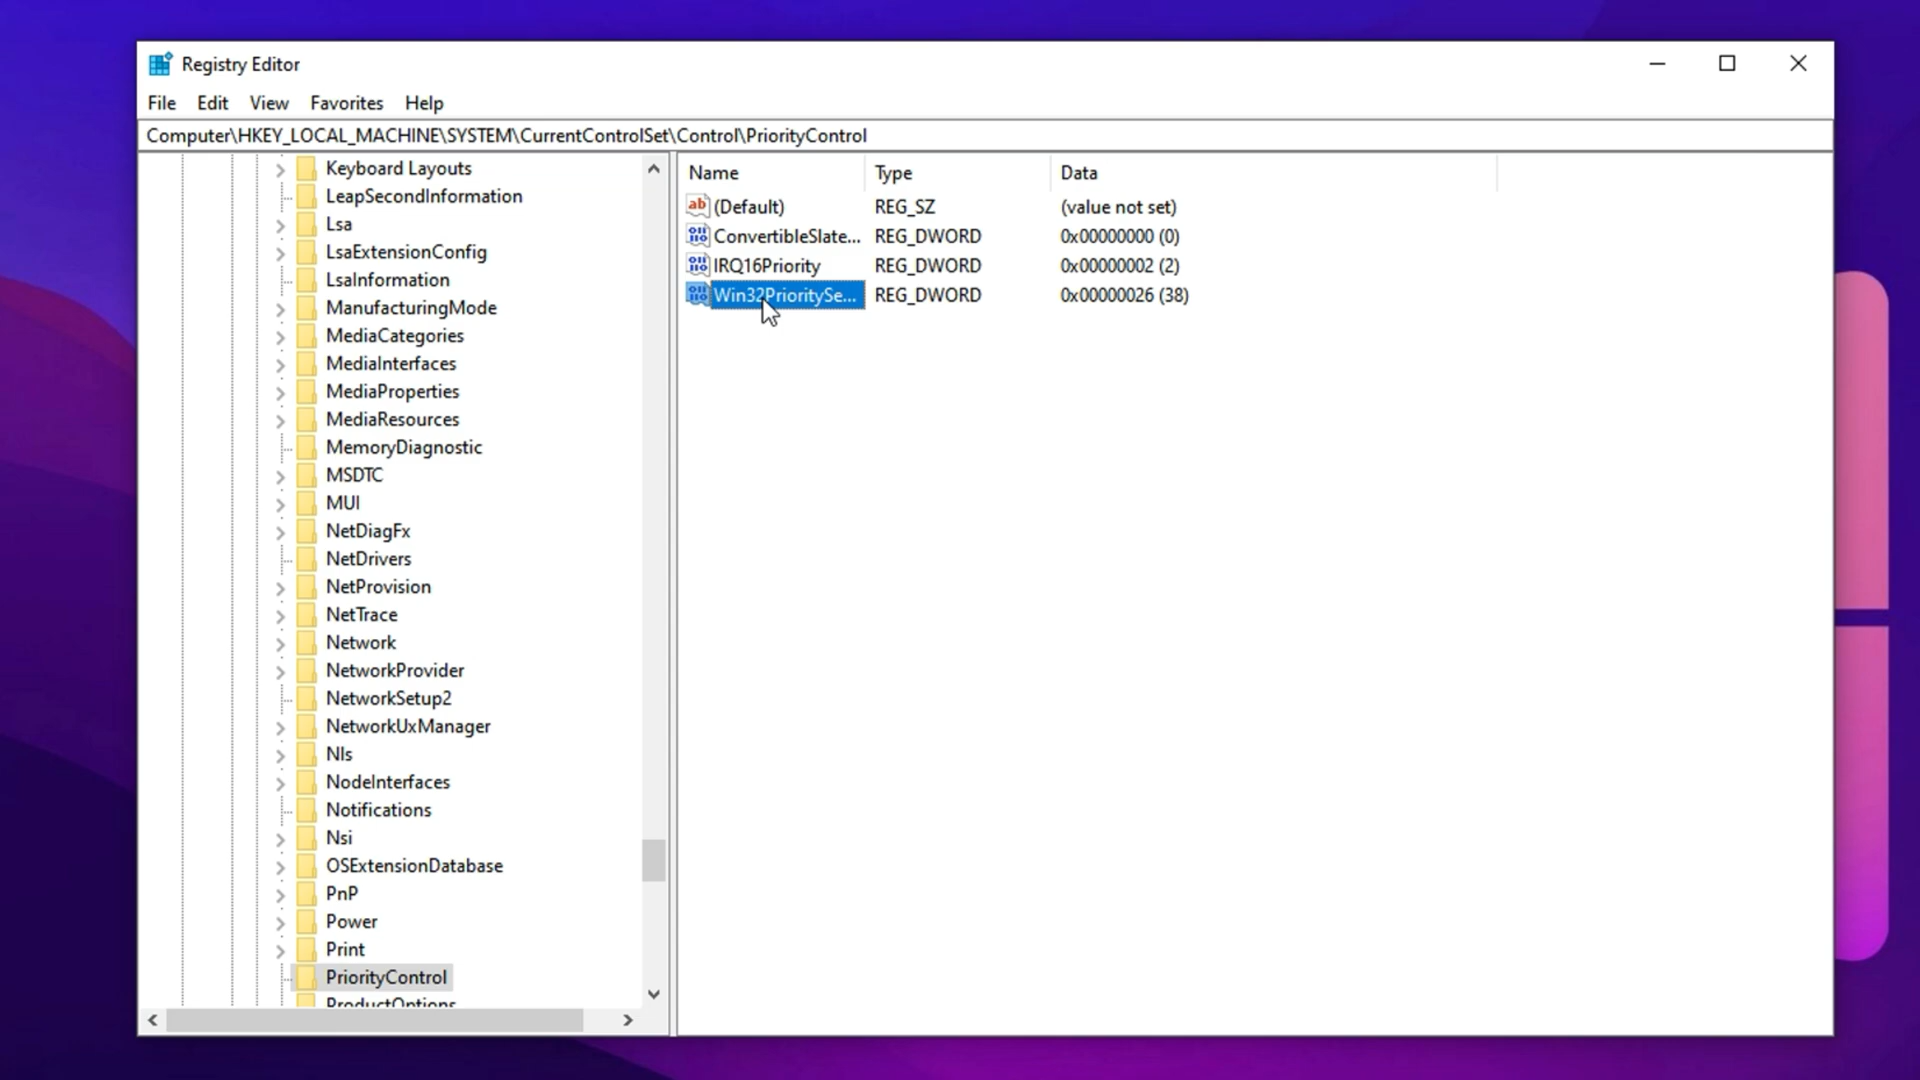 Registry Editor
File Edit View Favorites Help
Computer\HKEY_LOCAL_MACHINE\SYSTEM\CurrentControlSet\Control\PriorityControl
Keyboard Layouts
LeapSecondInformation
Lsa
LsaExtensionConfig
LsaInformation
ManufacturingMode
MediaCategories
MediaInterfaces
MediaProperties
MediaResources
MemoryDiagnostic
MSDTC
MUI
NetDiagFx
NetDrivers
NetProvision
NetTrace
Network
NetworkProvider
NetworkSetup2
NetworkUxManager
Nls
NodeInterfaces
Notifications
Nsi
OSExtensionDatabase
PnP
Power
Print
PriorityControl
ProductOptions
Name Type Data
(Default) REG_SZ (value not set)
ConvertibleSlate... REG_DWORD 0x00000000 (0)
IRQ16Priority REG_DWORD 0x00000002 (2)
Win32PrioritySe... REG_DWORD 0x00000026 (38)